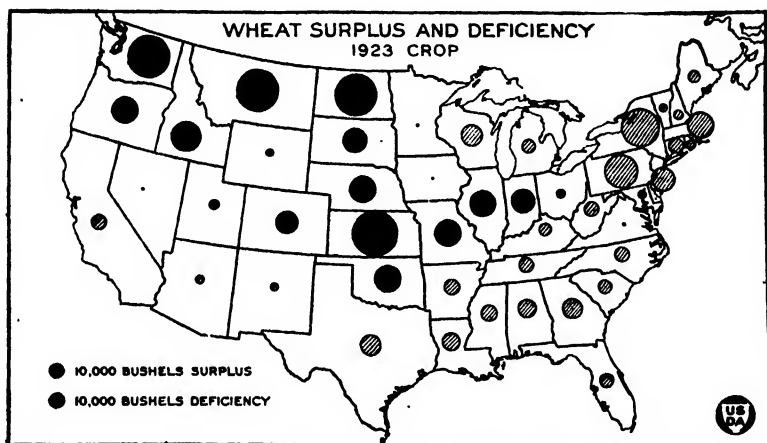 WHEAT SURPLUS AND DEFICIENCY
1923 CROP
10,000 BUSHELS SURPLUS
10,000 BUSHELS DEFICIENCY
US
DA